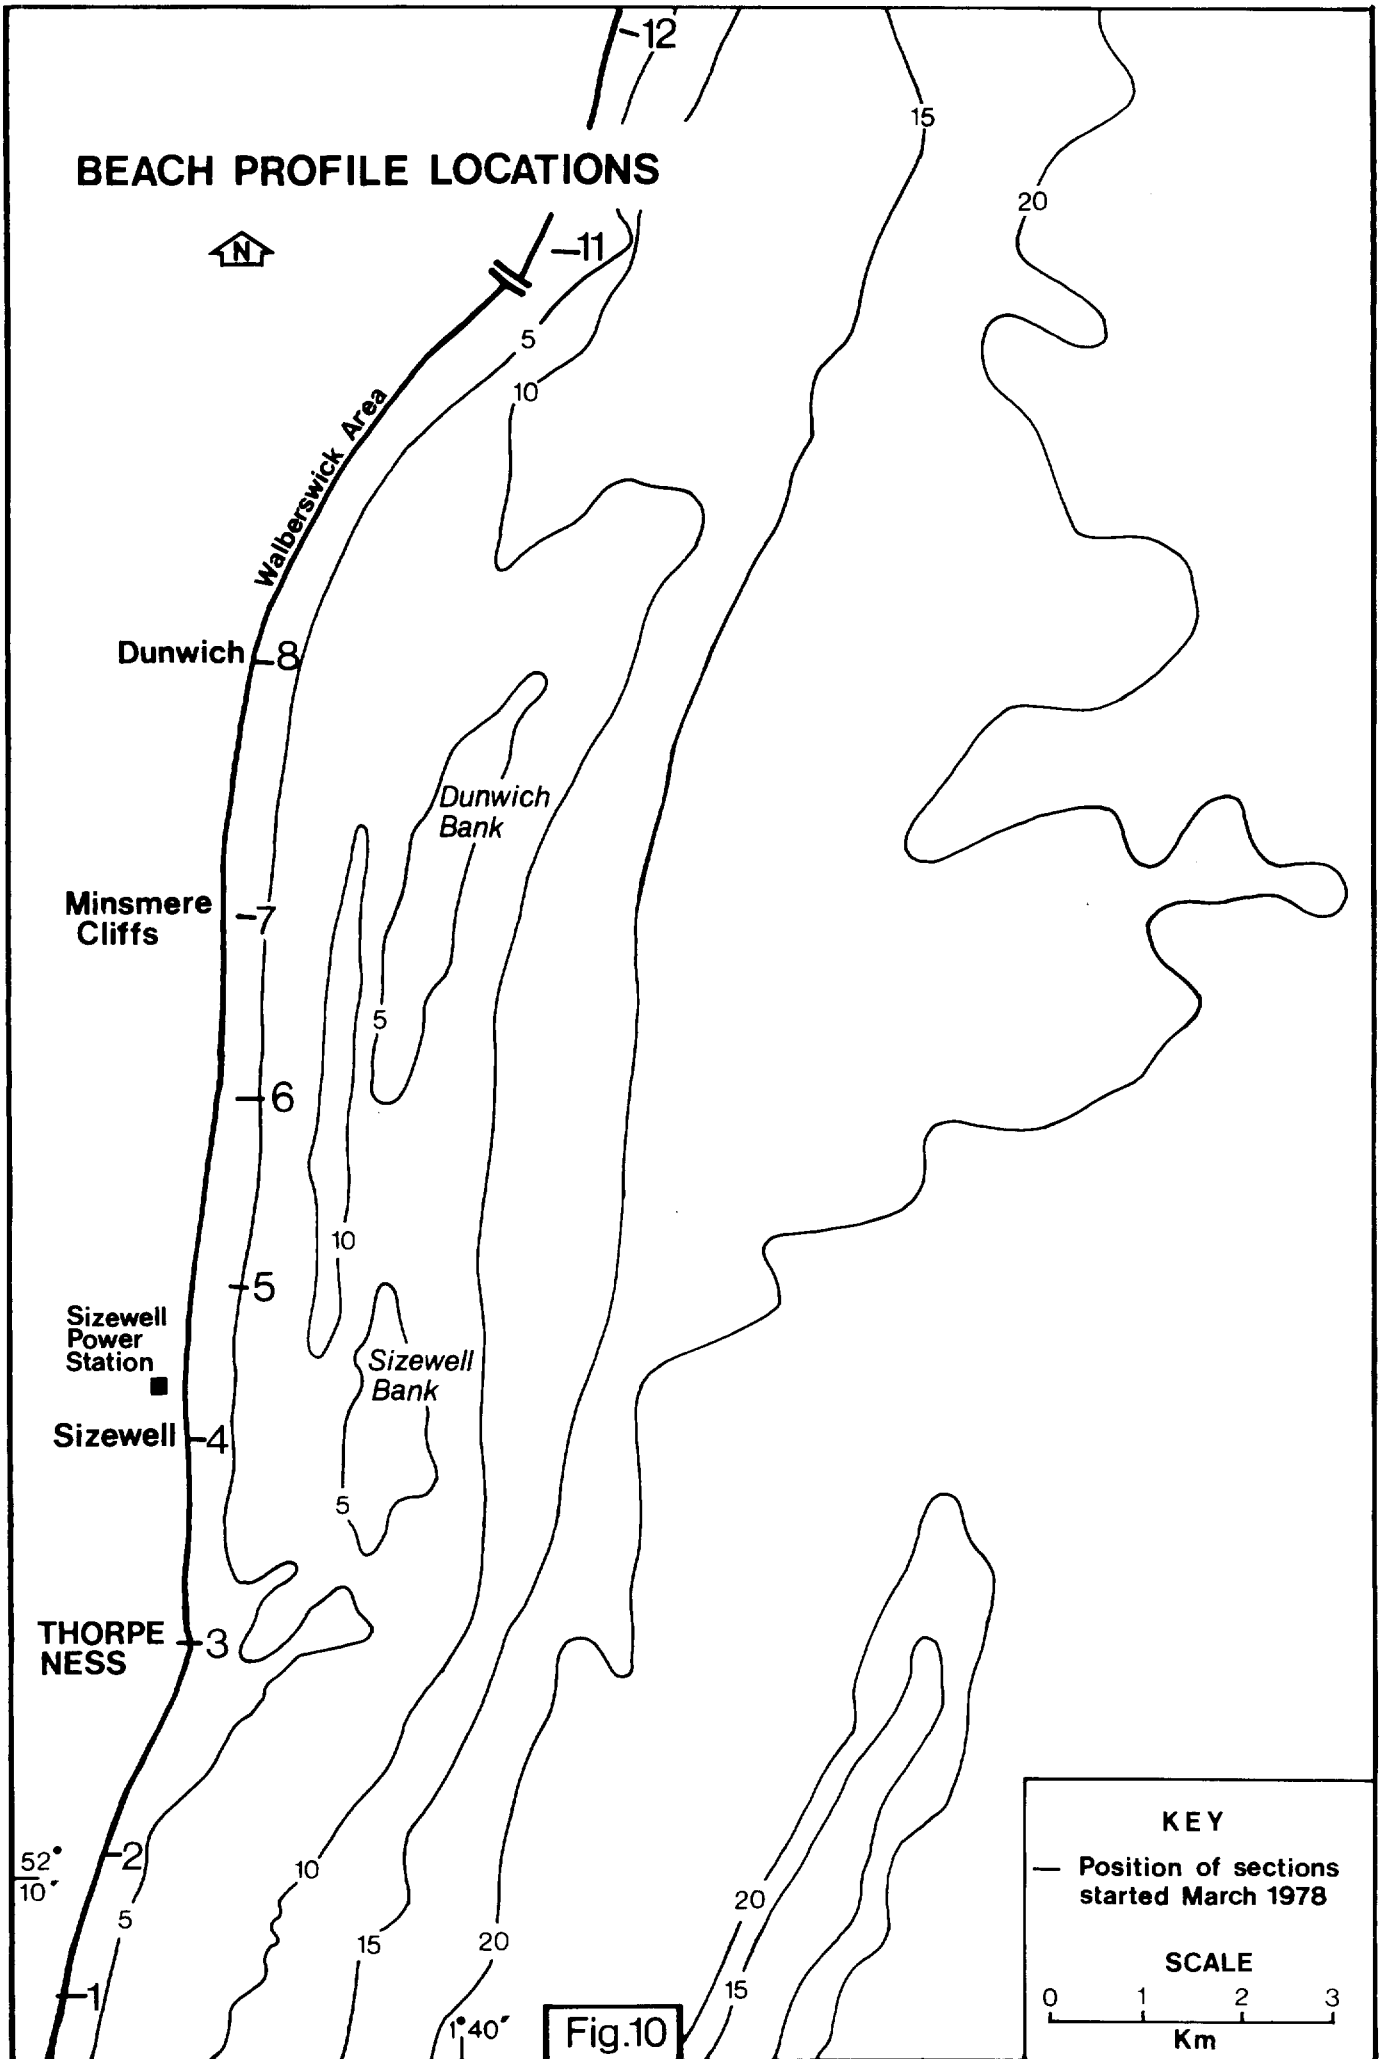 12
15
BEACH PROFILE LOCATIONS
20
N
11
5
10
Walberswick Area
Dunwich
8
Dunwich
Bank
Minsmere
Cliffs
7
5
6
10
5
Sizewell
Power
Station
Sizewell
Bank
Sizewell
4
5
THORPE
NESS
3
2
52°
10′
10
5
15
20
20
15
1
1°40′
Fig.10
KEY
— Position of sections
started March 1978
SCALE
0 1 2 3
Km